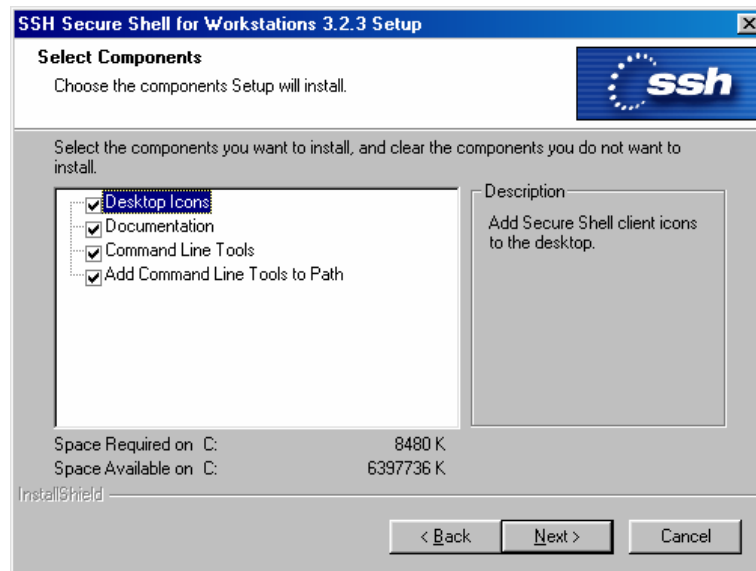 SSH Secure Shell for Workstations 3.2.3 Setup
Select Components
Choose the components Setup will install.
ssh
Select the components you want to install, and clear the components you do not want to
install.
Desktop Icons
Documentation
Command Line Tools
Add Command Line Tools to Path
Description
Add Secure Shell client icons
to the desktop.
Space Required on C: 8480 K
Space Available on C: 6397736 K
InstallShield
< Back Next > Cancel